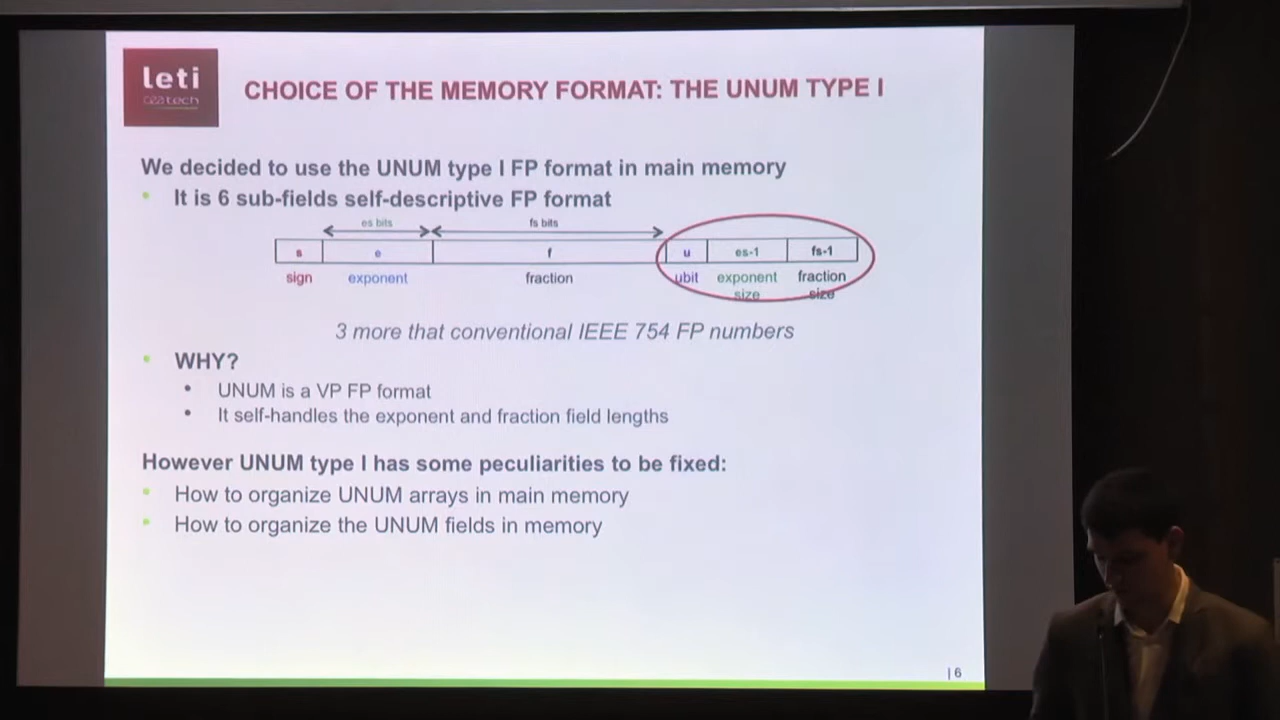 leti
ceatech
CHOICE OF THE MEMORY FORMAT: THE UNUM TYPE I
We decided to use the UNUM type I FP format in main memory
It is 6 sub-fields self-descriptive FP format
es bits fs bits
s e f u es-1 fs-1
sign exponent fraction ubit exponent size fraction size
3 more that conventional IEEE 754 FP numbers
WHY?
UNUM is a VP FP format
It self-handles the exponent and fraction field lengths
However UNUM type I has some peculiarities to be fixed:
How to organize UNUM arrays in main memory
How to organize the UNUM fields in memory
| 6